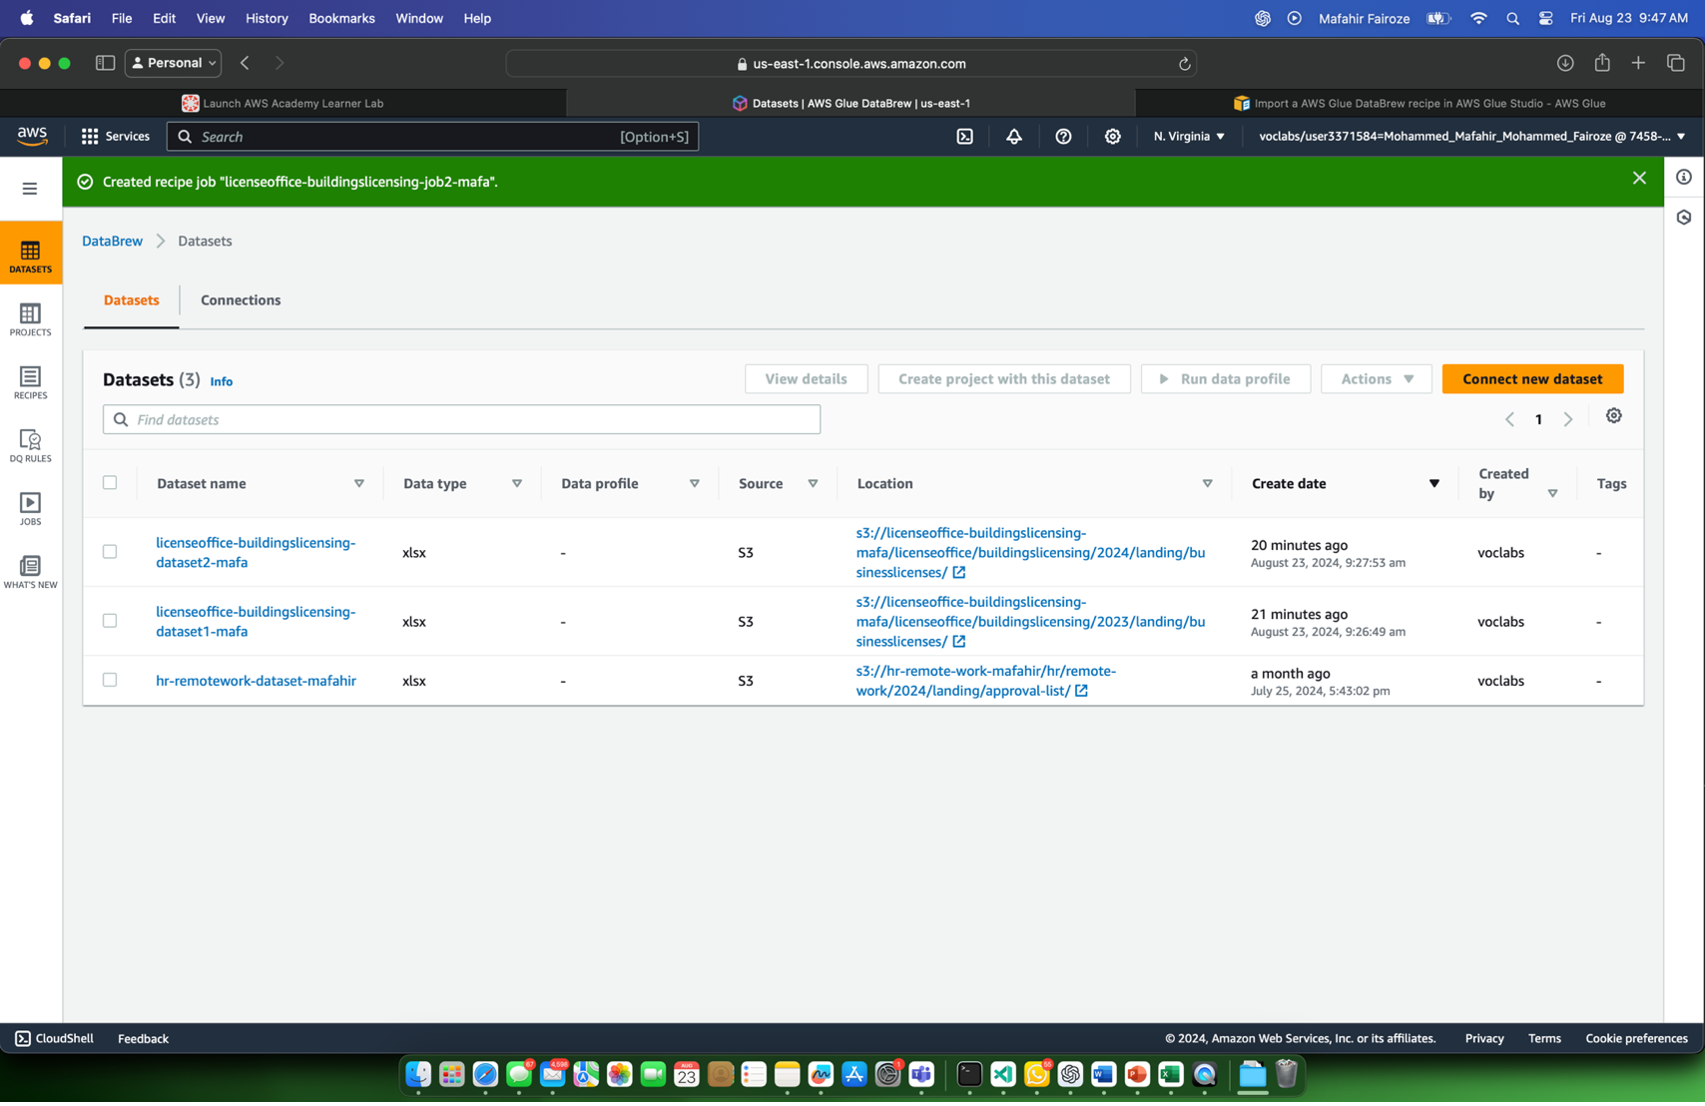 Safari File Edit View History Bookmarks Window Help Mafahir Fairoze Fri Aug 23 9:47 AM
Personal us-east-1.console.aws.amazon.com
Launch AWS Academy Learner Lab Datasets | AWS Glue DataBrew | us-east-1 Import a AWS Glue DataBrew recipe in AWS Glue Studio - AWS Glue
aws Services Search [Option+S] N. Virginia voclabs/user3371584=Mohammed_Mafahir_Mohammed_Fairoze @ 7458-...
Created recipe job "licenseoffice-buildingslicensing-job2-mafa".
DataBrew Datasets
DATASETS
PROJECTS
RECIPES
DQ RULES
JOBS
WHAT'S NEW
Datasets Connections
Datasets (3) Info View details Create project with this dataset Run data profile Actions Connect new dataset
Find datasets 1
Dataset name Data type Data profile Source Location Create date Created by Tags
licenseoffice-buildingslicensing-
dataset2-mafa
xlsx - S3
s3://licenseoffice-buildingslicensing-
mafa/licenseoffice/buildingslicensing/2024/landing/bu
sinesslicenses/
20 minutes ago
August 23, 2024, 9:27:53 am
voclabs -
licenseoffice-buildingslicensing-
dataset1-mafa
xlsx - S3
s3://licenseoffice-buildingslicensing-
mafa/licenseoffice/buildingslicensing/2023/landing/bu
sinesslicenses/
21 minutes ago
August 23, 2024, 9:26:49 am
voclabs -
hr-remotework-dataset-mafahir
xlsx - S3
s3://hr-remote-work-mafahir/hr/remote-
work/2024/landing/approval-list/
a month ago
July 25, 2024, 5:43:02 pm
voclabs -
CloudShell Feedback © 2024, Amazon Web Services, Inc. or its affiliates. Privacy Terms Cookie preferences
67 4,598 AUG 23 1